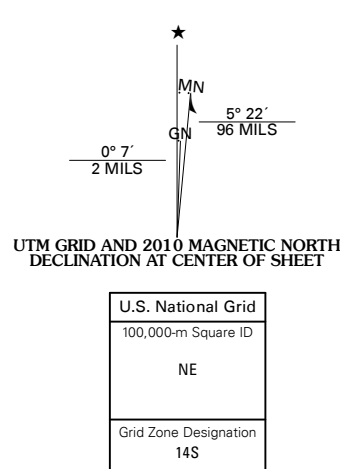 ★
MN
GN
5° 22´
96 MILS
0° 7´
2 MILS
UTM GRID AND 2010 MAGNETIC NORTH
DECLINATION AT CENTER OF SHEET
U.S. National Grid
100,000-m Square ID
NE
Grid Zone Designation
14S